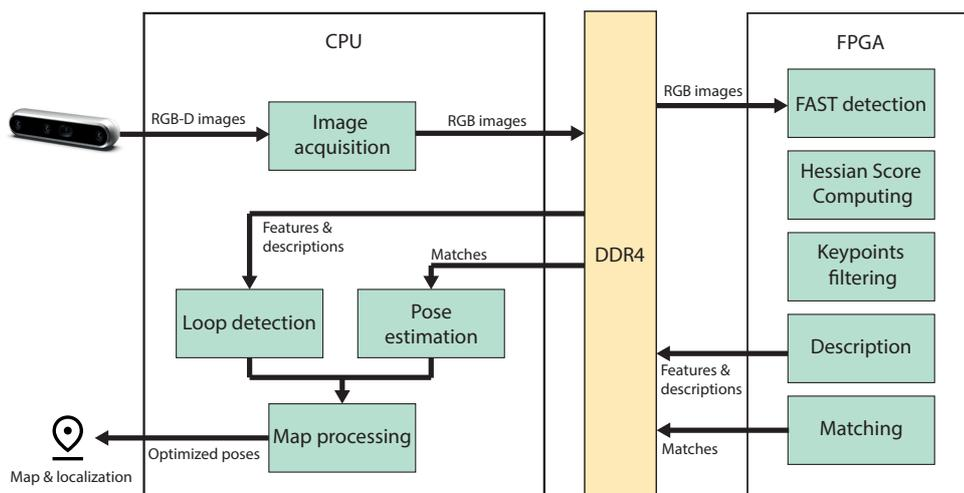 CPU
FPGA
RGB-D images
Image
acquisition
RGB images
RGB images
FAST detection
Hessian Score
Computing
Features &
descriptions
Matches
DDR4
Keypoints
filtering
Loop detection
Pose
estimation
Description
Features &
descriptions
Map processing
Optimized poses
Matching
Matches
Map & localization